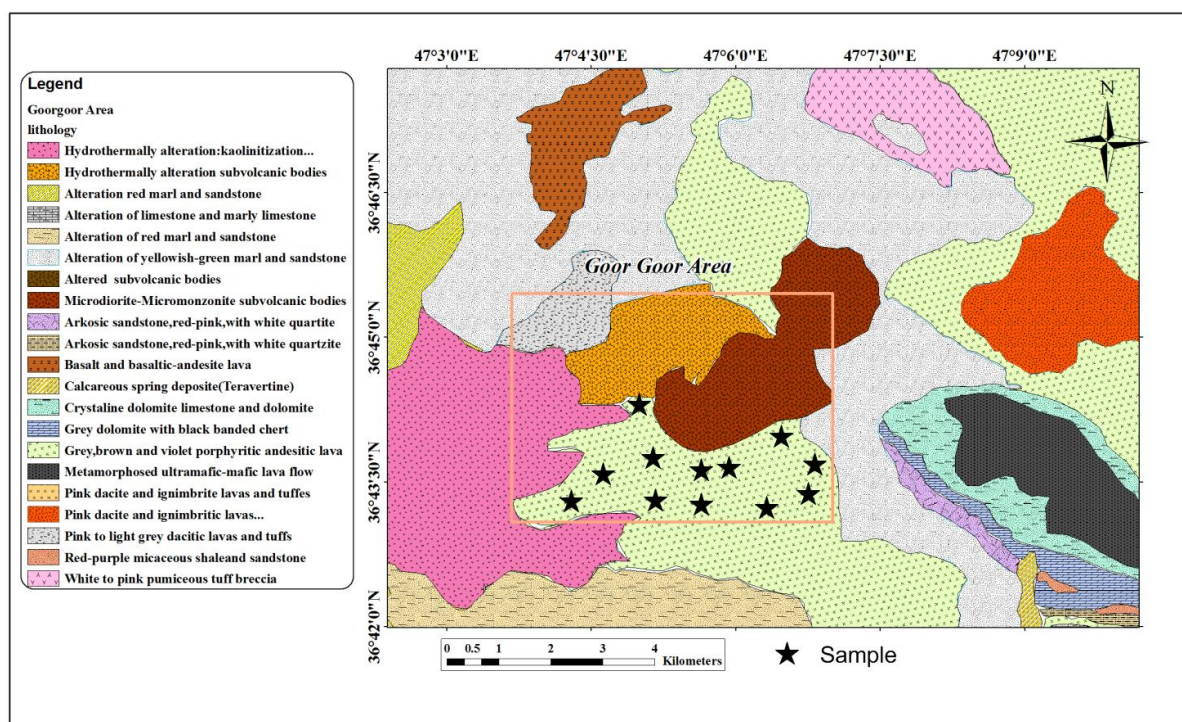 Legend
Goorgoor Area
lithology
Hydrothermally alteration:kaolinitization...
Hydrothermally alteration subvolcanic bodies
Alteration red marl and sandstone
Alteration of limestone and marly limestone
Alteration of red marl and sandstone
Alteration of yellowish-green marl and sandstone
Altered subvolcanic bodies
Microdiorite-Micromonzonite subvolcanic bodies
Arkosic sandstone,red-pink,with white quartite
Arkosic sandstone,red-pink,with white quartzite
Basalt and basaltic-andesite lava
Calcareous spring deposite(Teravertine)
Crystaline dolomite limestone and dolomite
Grey dolomite with black banded chert
Grey,brown and violet porphyritic andesitic lava
Metamorphosed ultramafic-mafic lava flow
Pink dacite and ignimbrite lavas and tuffes
Pink dacite and ignimbritic lavas...
Pink to light grey dacitic lavas and tuffs
Red-purple micaceous shaleand sandstone
White to pink pumiceous tuff breccia
47°3'0"E 47°4'30"E 47°6'0"E 47°7'30"E 47°9'0"E
N
36°46'30"N
Goor Goor Area
36°45'0"N
36°43'30"N
36°42'0"N
0 0.5 1 2 3 4
Kilometers
Sample